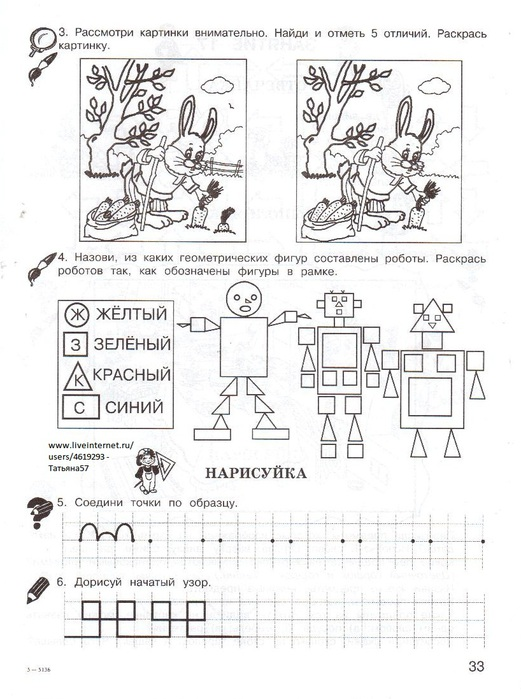 3. Рассмотри картинки внимательно. Найди и отметь 5 отличий. Раскрась
картинку.
4. Назови, из каких геометрических фигур составлены роботы. Раскрась
роботов так, как обозначены фигуры в рамке.
Ж ЖЁЛТЫЙ
З ЗЕЛЁНЫЙ
К КРАСНЫЙ
С СИНИЙ
www.liveinternet.ru/
users/4619293 -
Татьяна57
НАРИСУЙКА
5. Соедини точки по образцу.
6. Дорисуй начатый узор.
5 — 5136
33